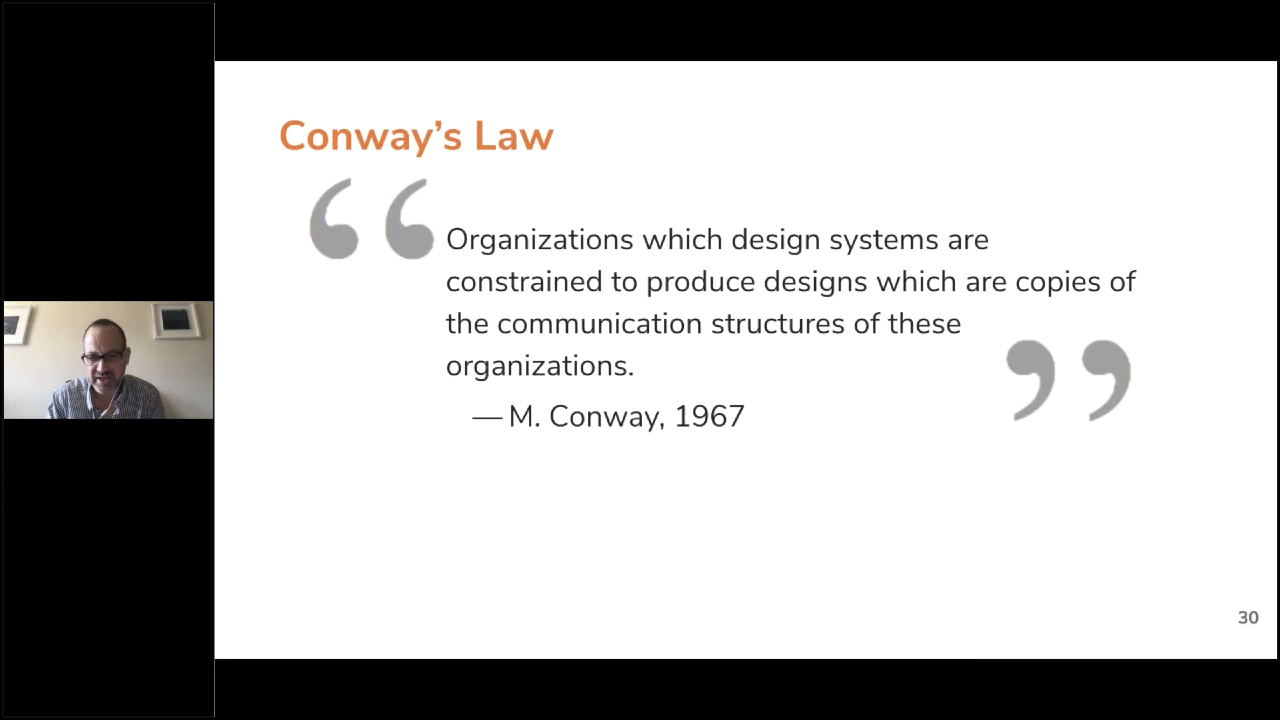 Conway’s Law
“
Organizations which design systems are
constrained to produce designs which are copies of
the communication structures of these
organizations.
”
— M. Conway, 1967
30